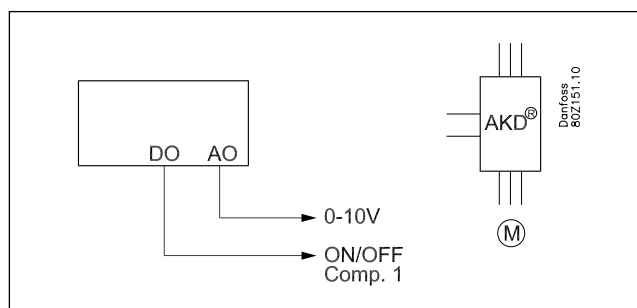 DO AO
0-10V
ON/OFF
Comp. 1
AKD®
M
Danfoss
80Z151.10